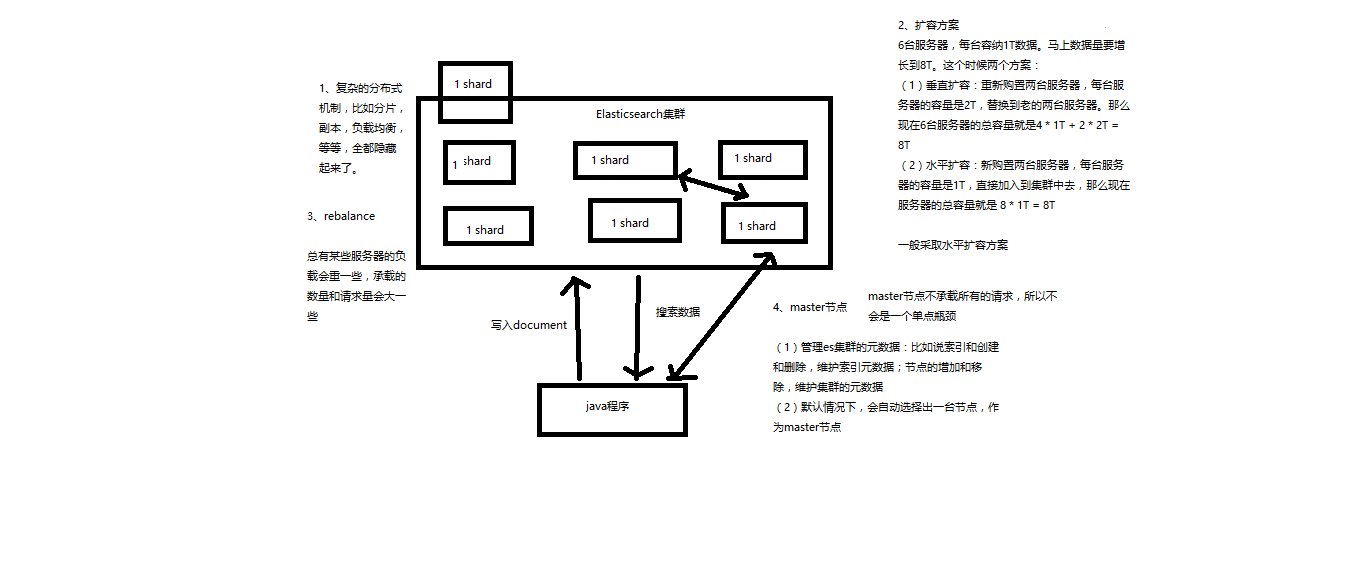 1、复杂的分布式
机制，比如分片，
副本，负载均衡，
等等，全都隐藏
起来了。
3、rebalance
总有某些服务器的负
载会重一些，承载的
数量和请求量会大一
些
1 shard
Elasticsearch集群
1 shard
1 shard
1 shard
1 shard
1 shard
1 shard
写入document
搜索数据
java程序
2、扩容方案
6台服务器，每台容纳1T数据。马上数据量要增
长到8T。这个时候两个方案：
（1）垂直扩容：重新购置两台服务器，每台服
务器的容量是2T，替换到老的两台服务器。那么
现在6台服务器的总容量就是4 * 1T + 2 * 2T =
8T
（2）水平扩容：新购置两台服务器，每台服务
器的容量是1T，直接加入到集群中去，那么现在
服务器的总容量就是 8 * 1T = 8T
一般采取水平扩容方案
4、master节点
master节点不承载所有的请求，所以不
会是一个单点瓶颈
（1）管理es集群的元数据：比如说索引和创建
和删除，维护索引元数据；节点的增加和移
除，维护集群的元数据
（2）默认情况下，会自动选择出一台节点，作
为master节点